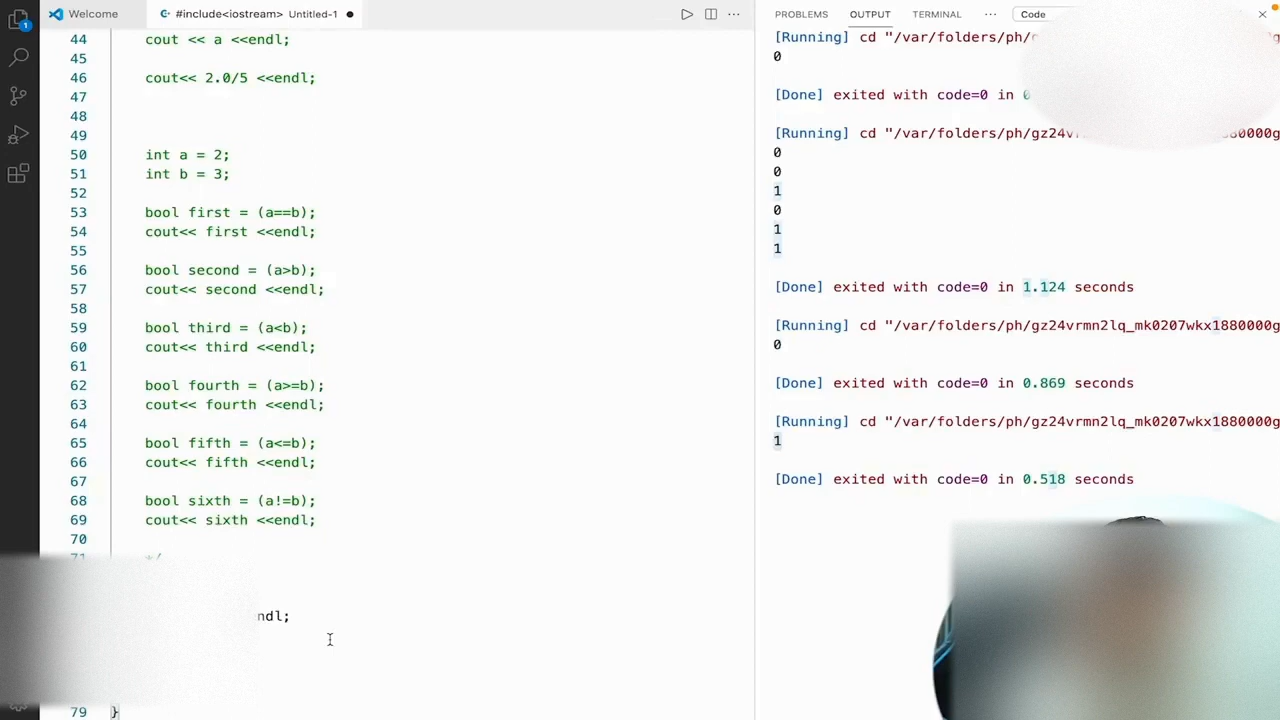 Welcome
#include<iostream> Untitled-1
PROBLEMS OUTPUT TERMINAL Code
1
44 cout << a <<endl;
45
46 cout<< 2.0/5 <<endl;
47
48
49
50 int a = 2;
51 int b = 3;
52
53 bool first = (a==b);
54 cout<< first <<endl;
55
56 bool second = (a>b);
57 cout<< second <<endl;
58
59 bool third = (a<b);
60 cout<< third <<endl;
61
62 bool fourth = (a>=b);
63 cout<< fourth <<endl;
64
65 bool fifth = (a<=b);
66 cout<< fifth <<endl;
67
68 bool sixth = (a!=b);
69 cout<< sixth <<endl;
70
71 */
ndl;
79 }
[Running] cd "/var/folders/ph/
0
[Done] exited with code=0 in 0
[Running] cd "/var/folders/ph/gz24v
0
0
1
0
1
1
[Done] exited with code=0 in 1.124 seconds
[Running] cd "/var/folders/ph/gz24vrmn2lq_mk0207wkx1880000g
0
[Done] exited with code=0 in 0.869 seconds
[Running] cd "/var/folders/ph/gz24vrmn2lq_mk0207wkx1880000g
1
[Done] exited with code=0 in 0.518 seconds